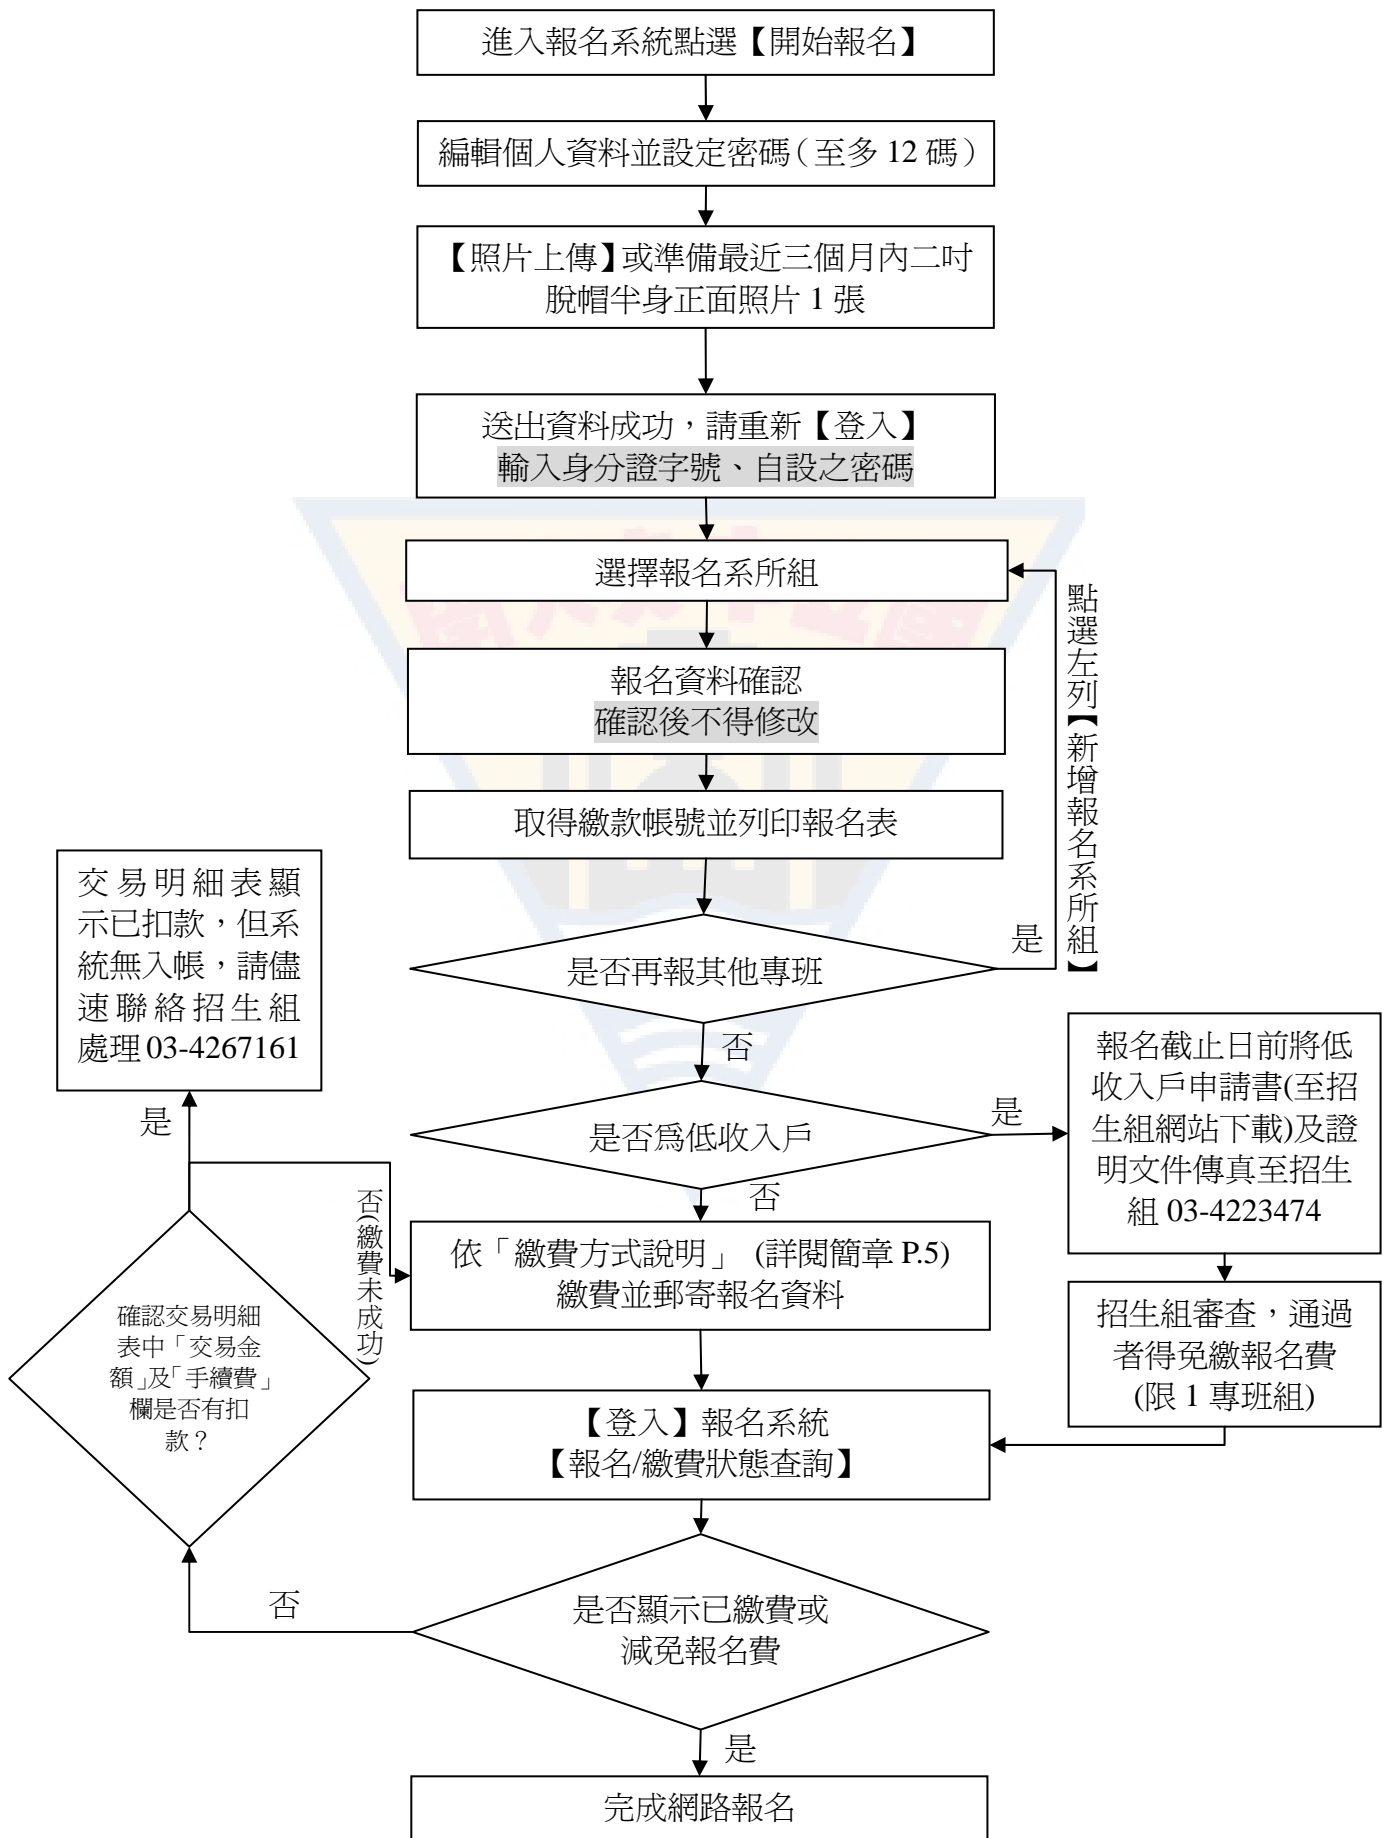 進入報名系統點選【開始報名】
編輯個人資料並設定密碼（至多 12 碼）
【照片上傳】或準備最近三個月內二吋
脫帽半身正面照片 1 張
送出資料成功，請重新【登入】
輸入身分證字號、自設之密碼
選擇報名系所組
報名資料確認
確認後不得修改
點選左列【新增報名系所組】
取得繳款帳號並列印報名表
是否再報其他專班
是
否
交易明細表顯
示已扣款，但系
統無入帳，請儘
速聯絡招生組
處理 03-4267161
是
是否為低收入戶
是
否
報名截止日前將低
收入戶申請書(至招
生組網站下載)及證
明文件傳真至招生
組 03-4223474
否(繳費未成功)
依「繳費方式說明」 (詳閱簡章 P.5)
繳費並郵寄報名資料
招生組審查，通過
者得免繳報名費
(限 1 專班組)
確認交易明細
表中「交易金
額」及「手續費」
欄是否有扣
款？
【登入】報名系統
【報名/繳費狀態查詢】
否
是否顯示已繳費或
減免報名費
是
完成網路報名